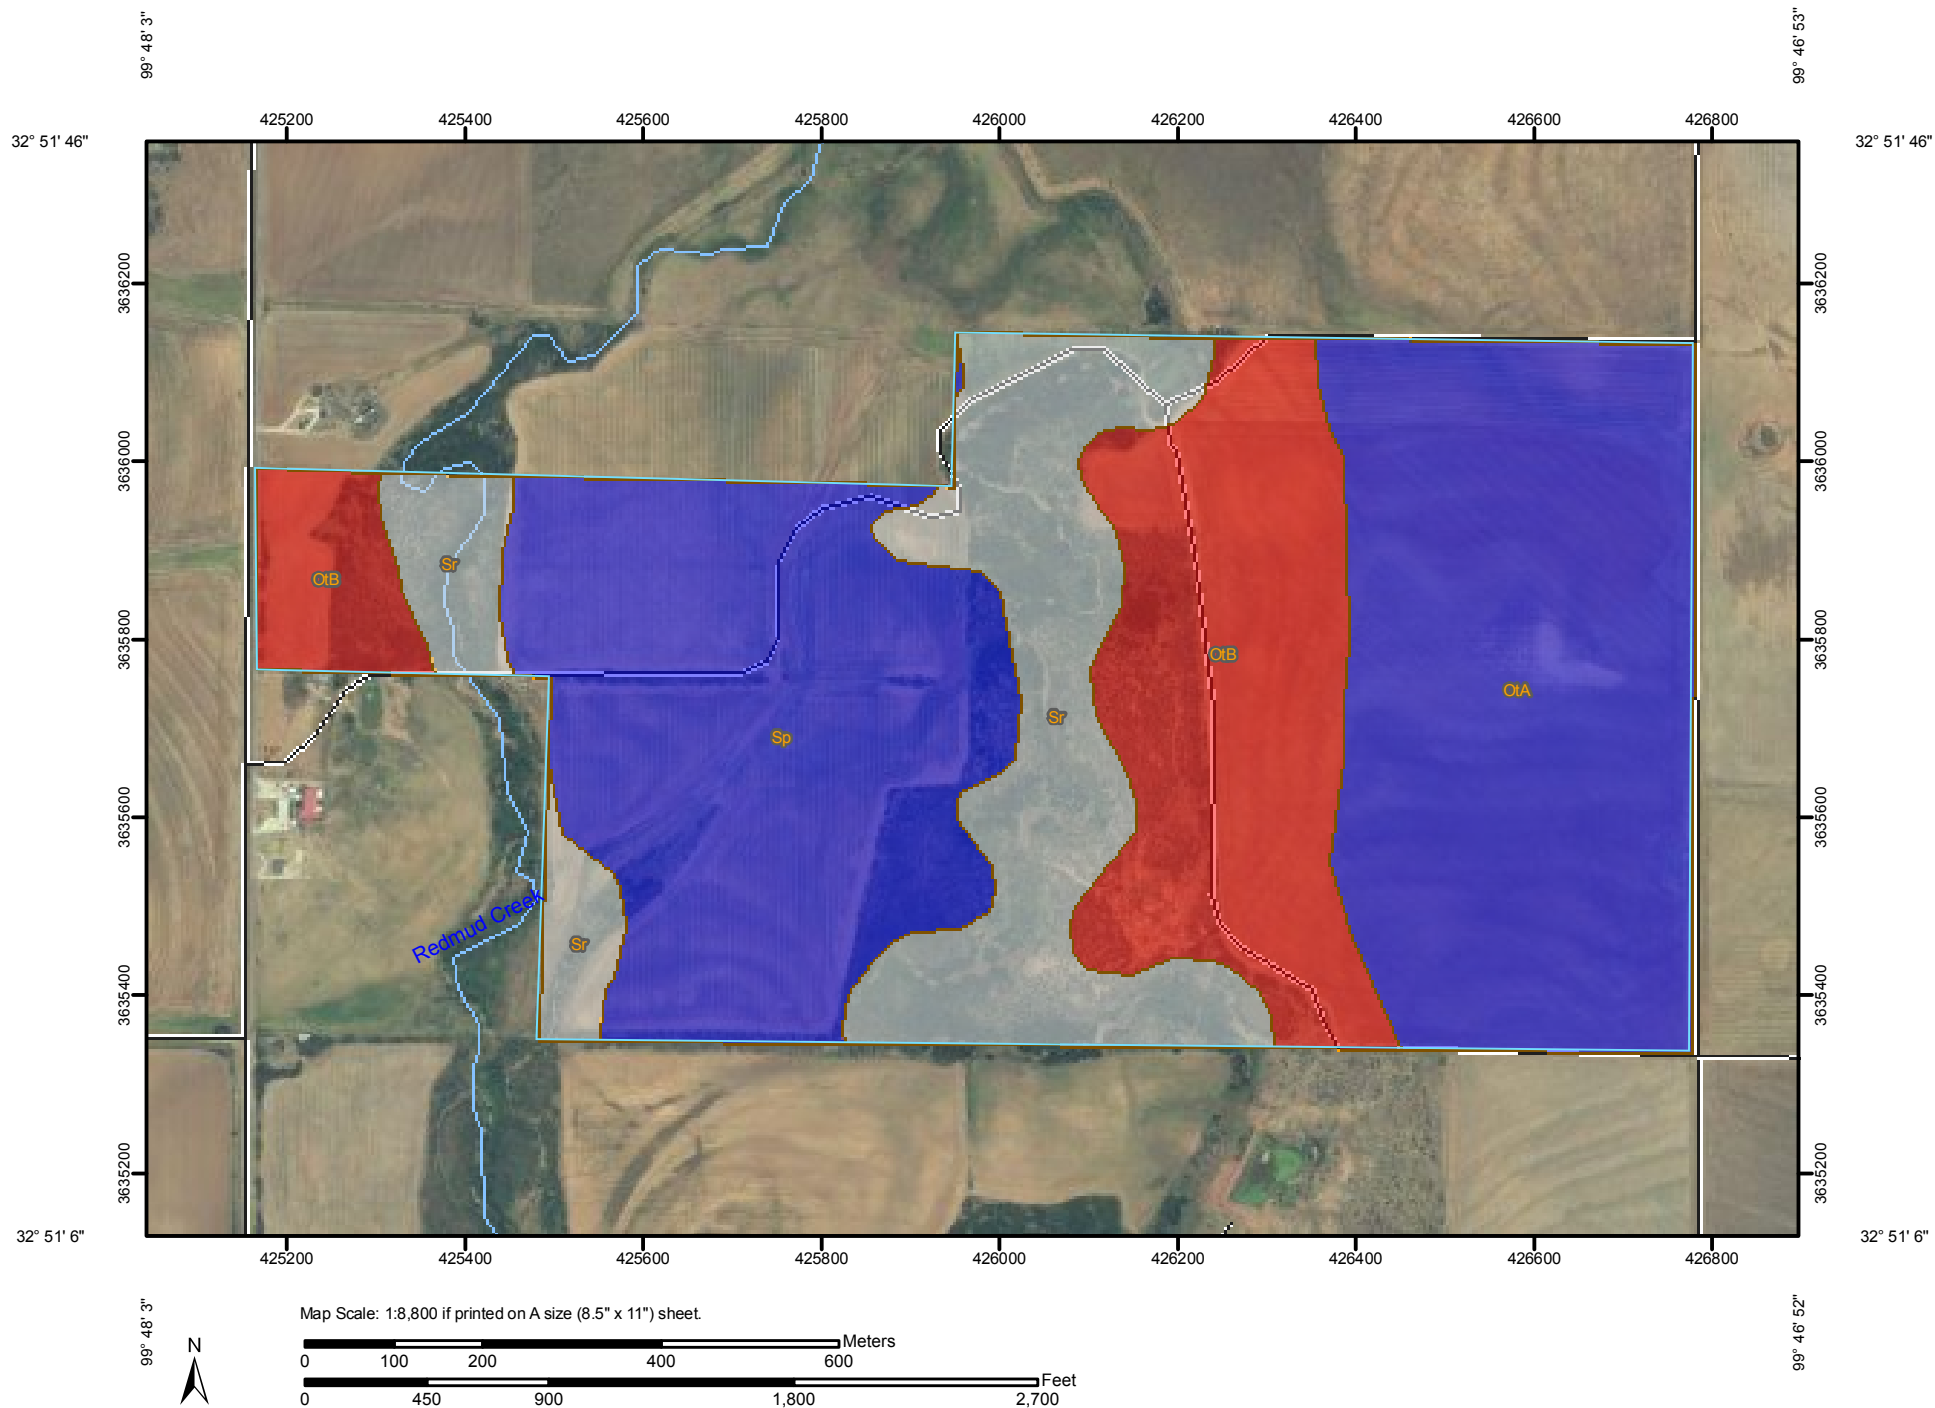 99° 48' 3"
99° 46' 53"
32° 51' 46"
425200 425400 425600 425800 426000 426200 426400 426600 426800
32° 51' 46"
3636200
3636200
3636000
3636000
OtB
Sr
3635800
3635800
OtB
OtA
Sr
Sp
3635600
3635600
Redmud Creek
Sr
3635400
3635400
3635200
3635200
32° 51' 6"
32° 51' 6"
425200 425400 425600 425800 426000 426200 426400 426600 426800
99° 48' 3"
99° 46' 52"
Map Scale: 1:8,800 if printed on A size (8.5" x 11") sheet.
N
Meters
0 100 200 400 600
Feet
0 450 900 1,800 2,700